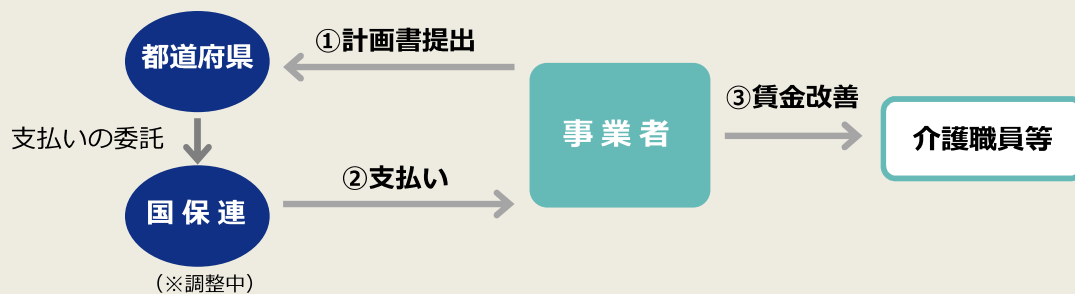 都道府県
①計画書提出
支払いの委託
事業者
③賃金改善
介護職員等
②支払い
国保連
（※調整中）